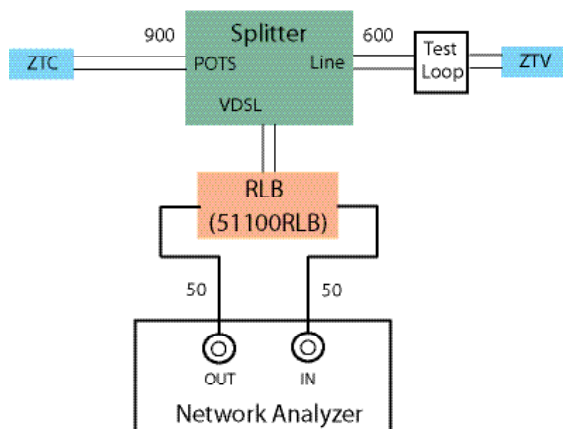 900
Splitter
600
ZTC
POTS
Line
Test
Loop
ZTV
VDSL
RLB
(51100RLB)
50
50
OUT
IN
Network Analyzer